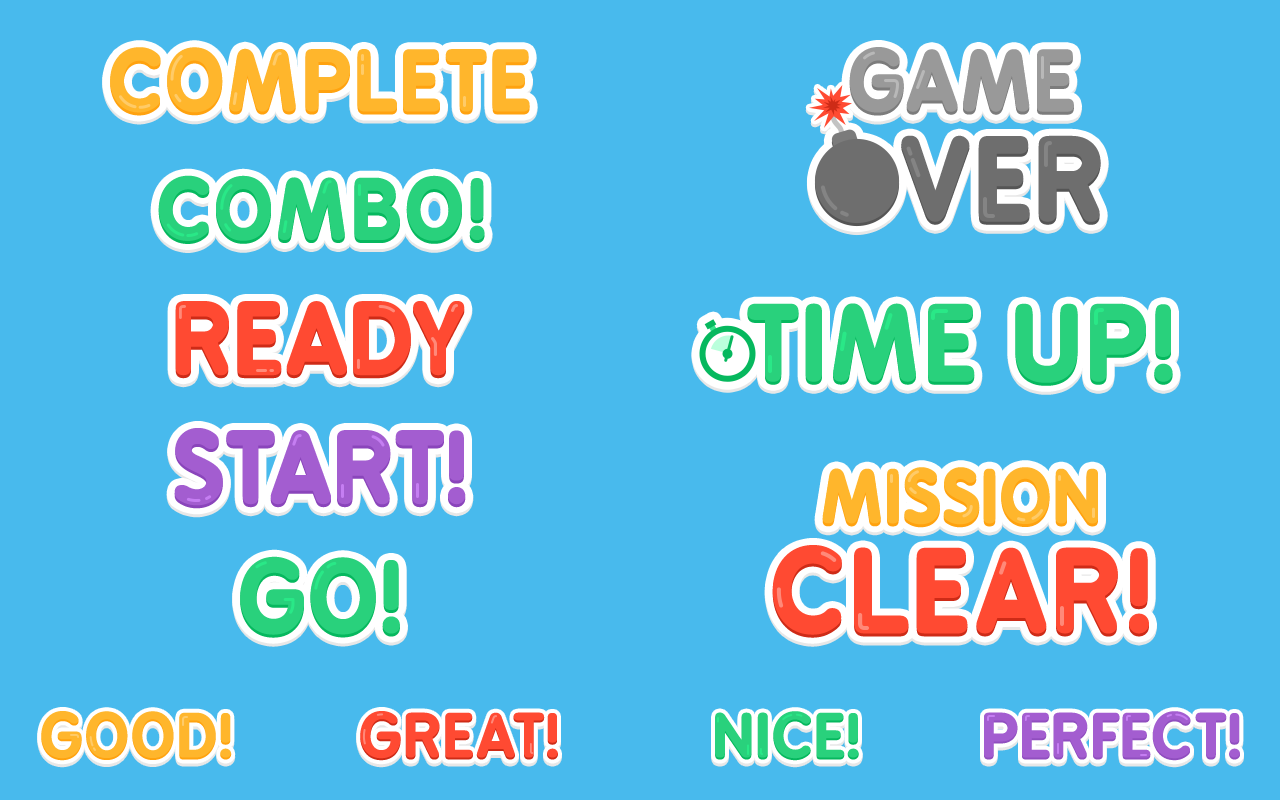 COMPLETE
COMBO!
READY
START!
GO!
GAME
OVER
TIME UP!
MISSION
CLEAR!
GOOD!
GREAT!
NICE!
PERFECT!